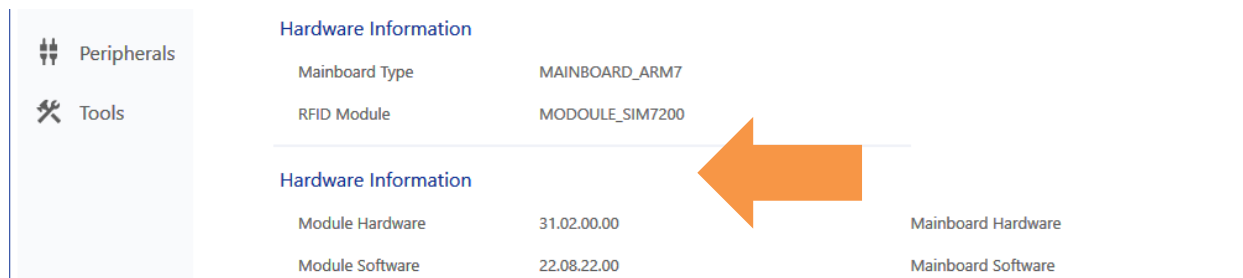 Hardware Information
Peripherals
Mainboard Type MAINBOARD_ARM7
Tools
RFID Module MODOULE_SIM7200
Hardware Information
Module Hardware 31.02.00.00 Mainboard Hardware
Module Software 22.08.22.00 Mainboard Software